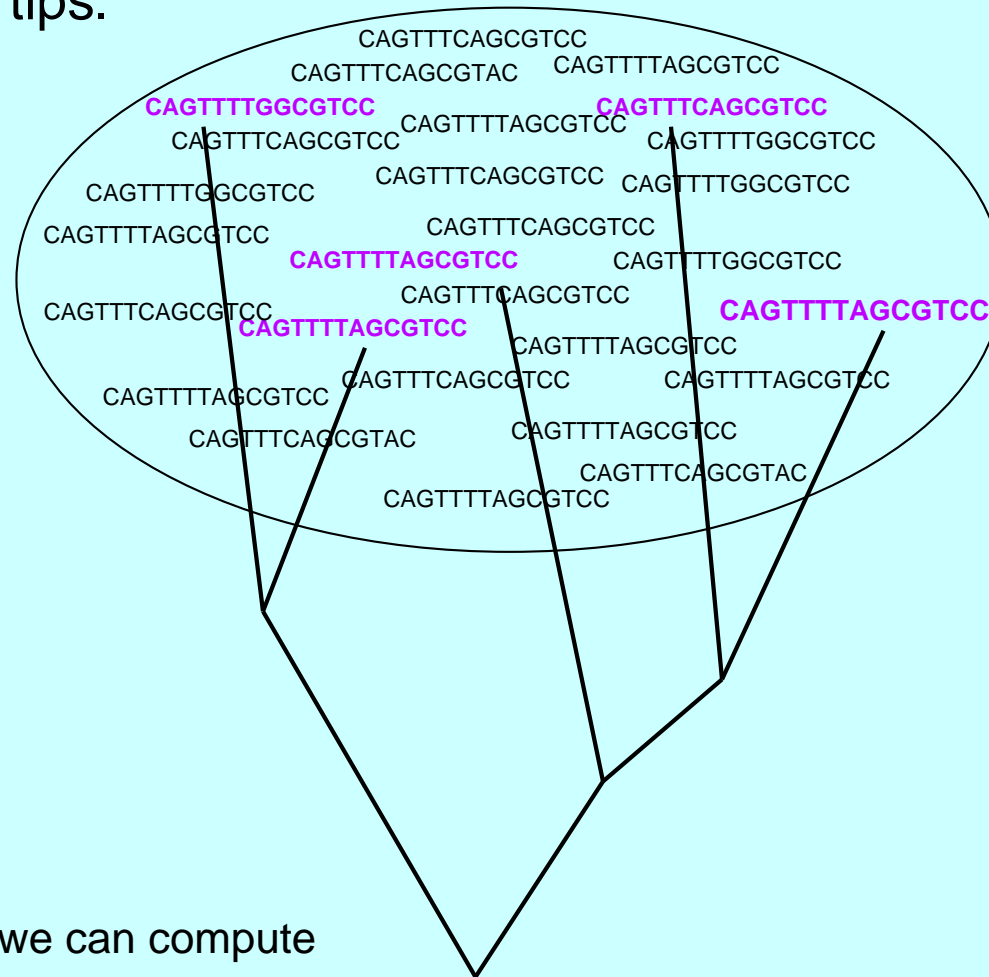 tips.
CAGTTTCAGCGTCC
CAGTTTCAGCGTAC CAGTTTTAGCGTCC
CAGTTTTGGCGTCC CAGTTTCAGCGTCC
CAGTTTCAGCGTCC CAGTTTTAGCGTCC CAGTTTTGGCGTCC
CAGTTTTGGCGTCC CAGTTTCAGCGTCC CAGTTTTGGCGTCC
CAGTTTTAGCGTCC CAGTTTCAGCGTCC
CAGTTTTAGCGTCC CAGTTTTGGCGTCC
CAGTTTCAGCGTCC CAGTTTCAGCGTCC CAGTTTTAGCGTCC
CAGTTTTAGCGTCC CAGTTTTAGCGTCC
CAGTTTTAGCGTCC CAGTTTCAGCGTCC CAGTTTTAGCGTCC
CAGTTTCAGCGTAC CAGTTTTAGCGTCC
CAGTTTCAGCGTAC
CAGTTTTAGCGTCC
we can compute